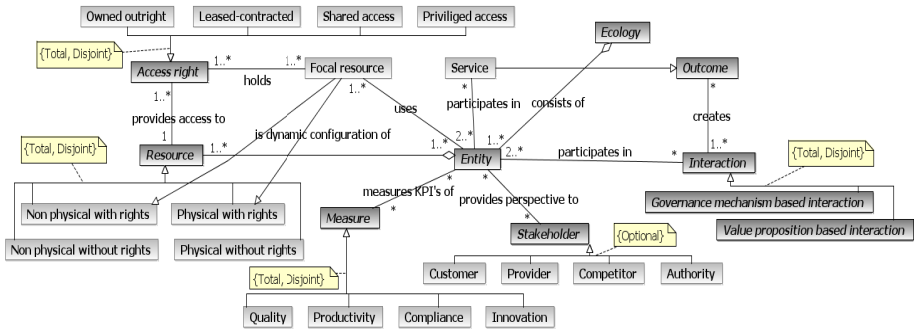 Owned outright
Leased-contracted
Shared access
Priviliged access
Ecology
{Total, Disjoint}
Access right
1..*
1..*
holds
Focal resource
Service
Outcome
1..*
1..*
uses
*
participates in
consists of
*
creates
provides access to
is dynamic configuration of
1
1..*
1..*
2..*
1..*
2..*
1..*
{Total, Disjoint}
Resource
Entity
participates in
*
Interaction
{Total, Disjoint}
measures KPI's of
*
*
*
provides perspective to
*
Non physical with rights
Physical with rights
Measure
Governance mechanism based interaction
Non physical without rights
Physical without rights
Stakeholder
{Optional}
Value proposition based interaction
{Total, Disjoint}
Customer
Provider
Competitor
Authority
Quality
Productivity
Compliance
Innovation